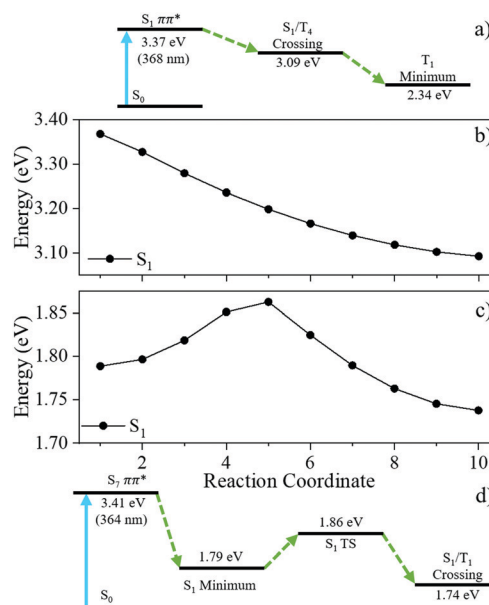 S₁ ππ*
3.37 eV
(368 nm)
S₀
S₁/T₄
Crossing
3.09 eV
T₁
Minimum
2.34 eV
a)
b)
3.40
3.30
3.20
3.10
Energy (eV)
S₁
c)
1.85
1.80
1.75
1.70
Energy (eV)
S₁
2 4 6 8 10
Reaction Coordinate
d)
S₇ ππ*
3.41 eV
(364 nm)
S₀
1.79 eV
S₁ Minimum
1.86 eV
S₁ TS
S₁/T₁
Crossing
1.74 eV